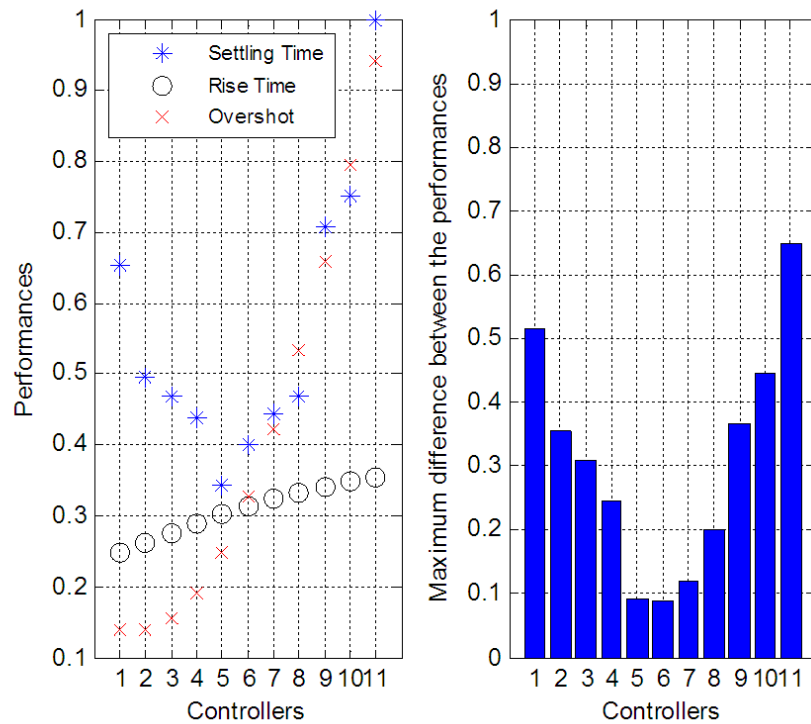 1
0.9
0.8
0.7
0.6
0.5
0.4
0.3
0.2
0.1
Performances
Settling Time
Rise Time
Overshot
1 2 3 4 5 6 7 8 9 10 11
Controllers
1
0.9
0.8
0.7
0.6
0.5
0.4
0.3
0.2
0.1
0
Maximum difference between the performances
1 2 3 4 5 6 7 8 9 10 11
Controllers